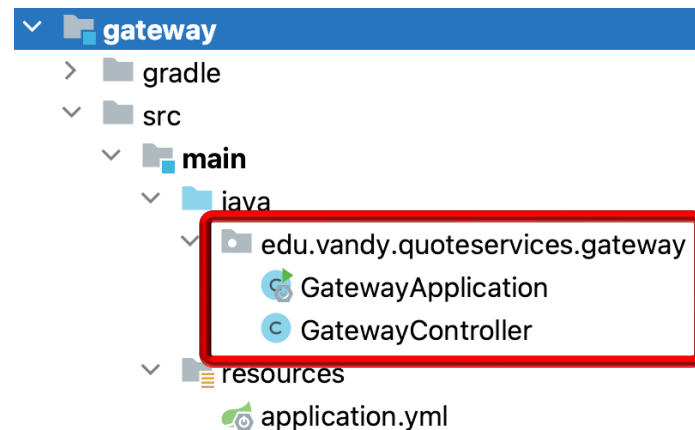 gateway
gradle
src
main
java
edu.vandy.quoteservices.gateway
GatewayApplication
GatewayController
resources
application.yml